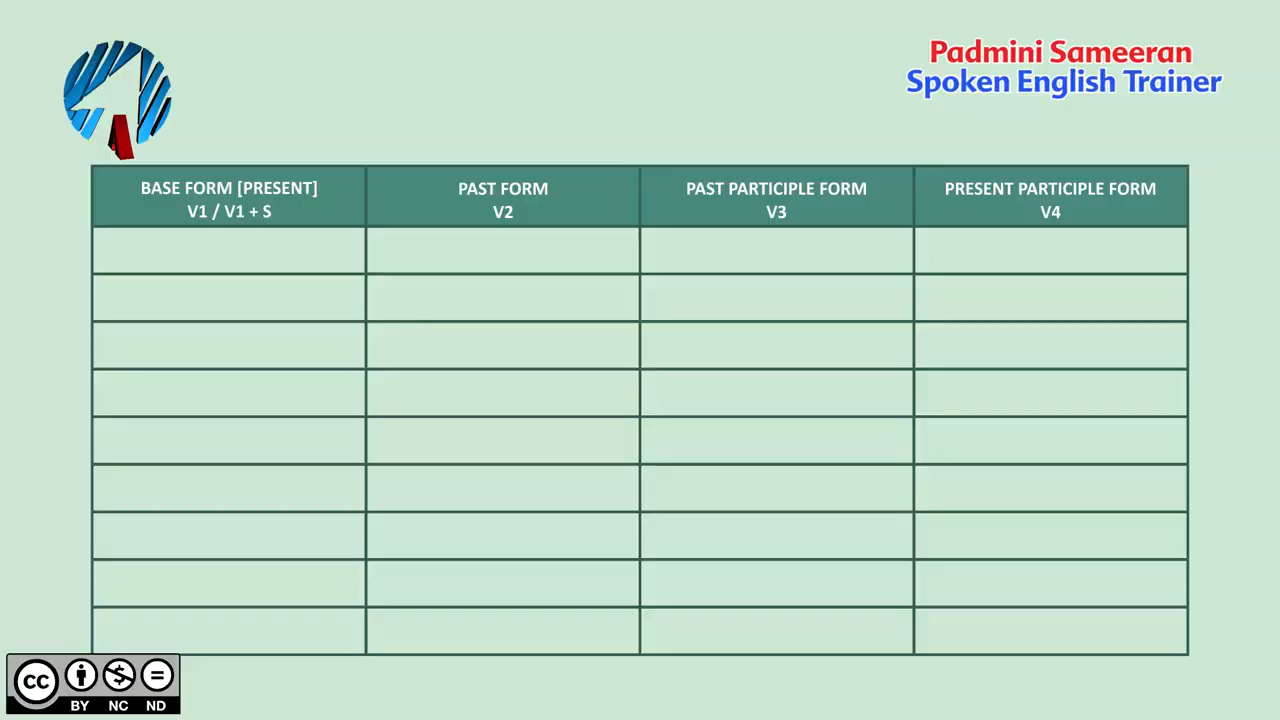 Padmini Sameeran
Spoken English Trainer
BASE FORM [PRESENT]
V1 / V1 + S
PAST FORM
V2
PAST PARTICIPLE FORM
V3
PRESENT PARTICIPLE FORM
V4
CC
BY NC ND